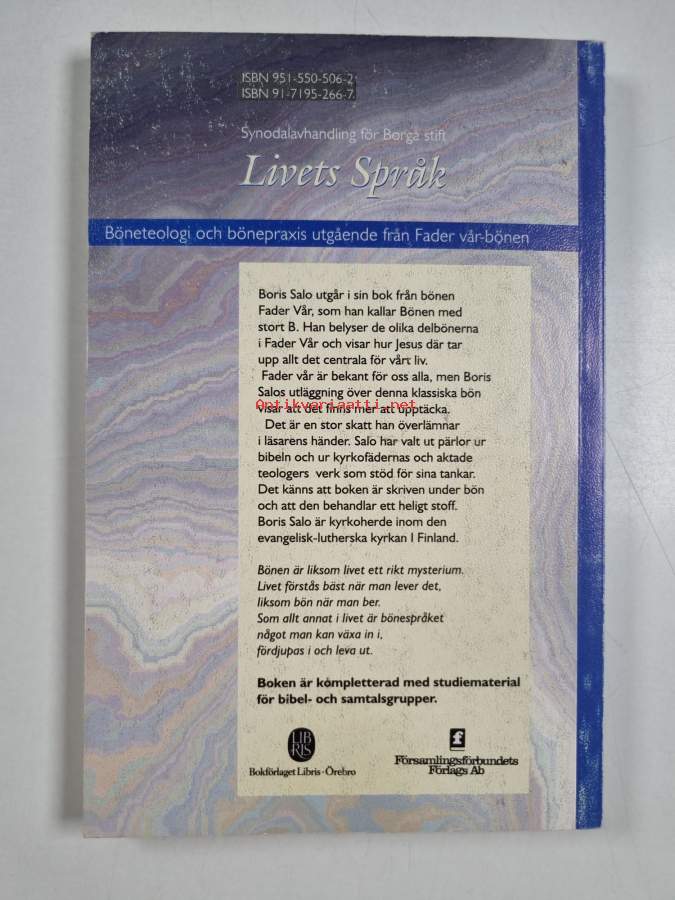 ISBN 951-550-506-2
ISBN 91-7195-266-7
Synodalavhandling för Borgå stift
Livets Språk
Böneteologi och bönepraxis utgående från Fader vår-bönen
Boris Salo utgår i sin bok från bönen
Fader Vår, som han kallar Bönen med
stort B. Han belyser de olika delbönerna
i Fader Vår och visar hur Jesus där tar
upp allt det centrala för vårt liv.
Fader vår är bekant för oss alla, men Boris
Salos utläggning över denna klassiska bön
Optikvariaatti.net
visar att det finns mer att upptäcka.
Det är en stor skatt han överlämnar
i läsarens händer. Salo har valt ut pärlor ur
bibeln och ur kyrkofädernas och aktade
teologers verk som stöd för sina tankar.
Det känns att boken är skriven under bön
och att den behandlar ett heligt stoff.
Boris Salo är kyrkoherde inom den
evangelisk-lutherska kyrkan I Finland.
Bönen är liksom livet ett rikt mysterium.
Livet förstås bäst när man lever det,
liksom bön när man ber.
Som allt annat i livet är bönespråket
något man kan växa in i,
fördjupas i och leva ut.
Boken är kompletterad med studiematerial
för bibel- och samtalsgrupper.
LIB
RIS
Bokförlaget Libris · Örebro
f
Församlingsförbundets
Förlags Ab